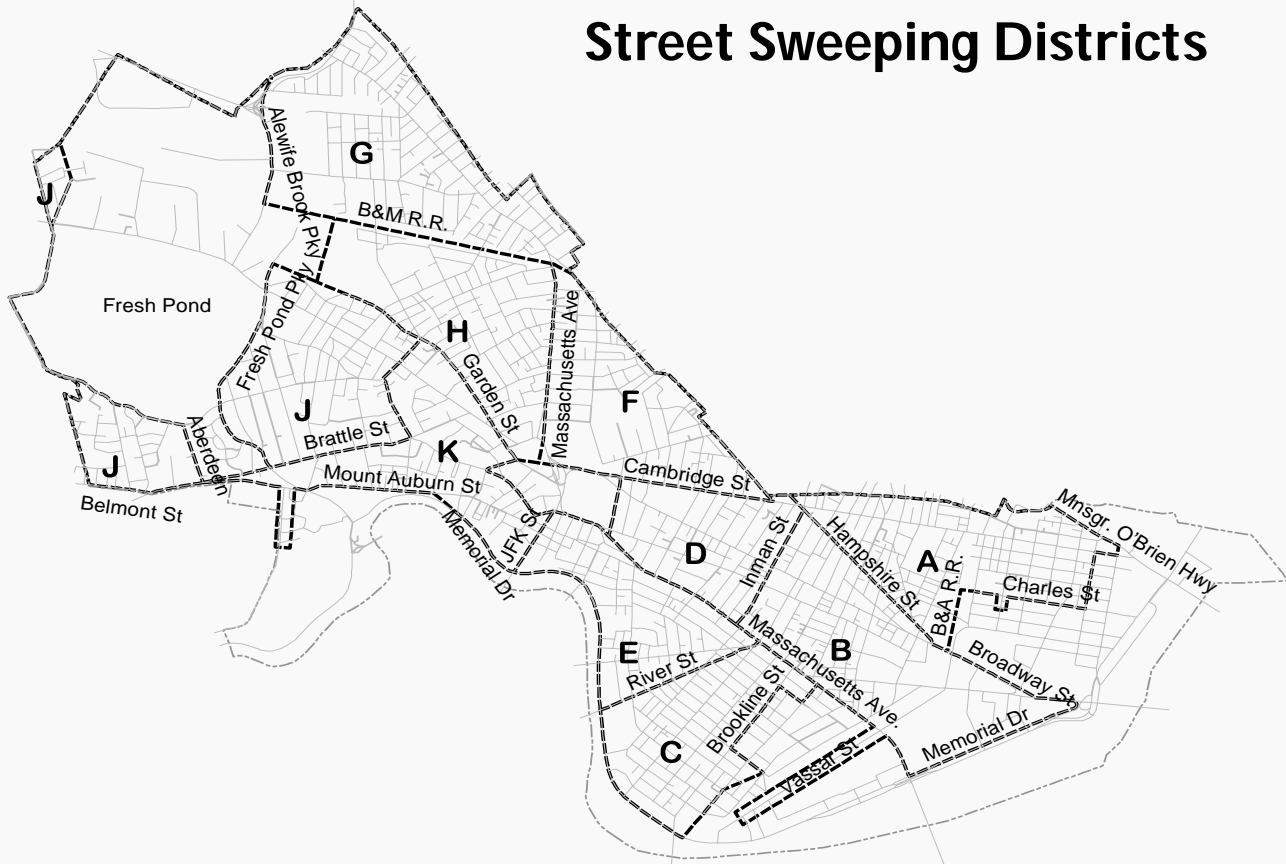 Street Sweeping Districts
G
Alewife Brook Pky
J
B&M R.R.
Fresh Pond
Fresh Pond Pky
H
Garden St
Massachusetts Ave
F
J
Brattle St
Aberdeen
K
J
Mount Auburn St
Cambridge St
Belmont St
Memorial Dr
JFK S
D
Inman St
Hampshire St
A
B&A R.R.
Mnsgr. O'Brien Hwy
Charles St
E
River St
Massachusetts Ave.
B
Broadway St
Brookline St
C
Vassar St
Memorial Dr